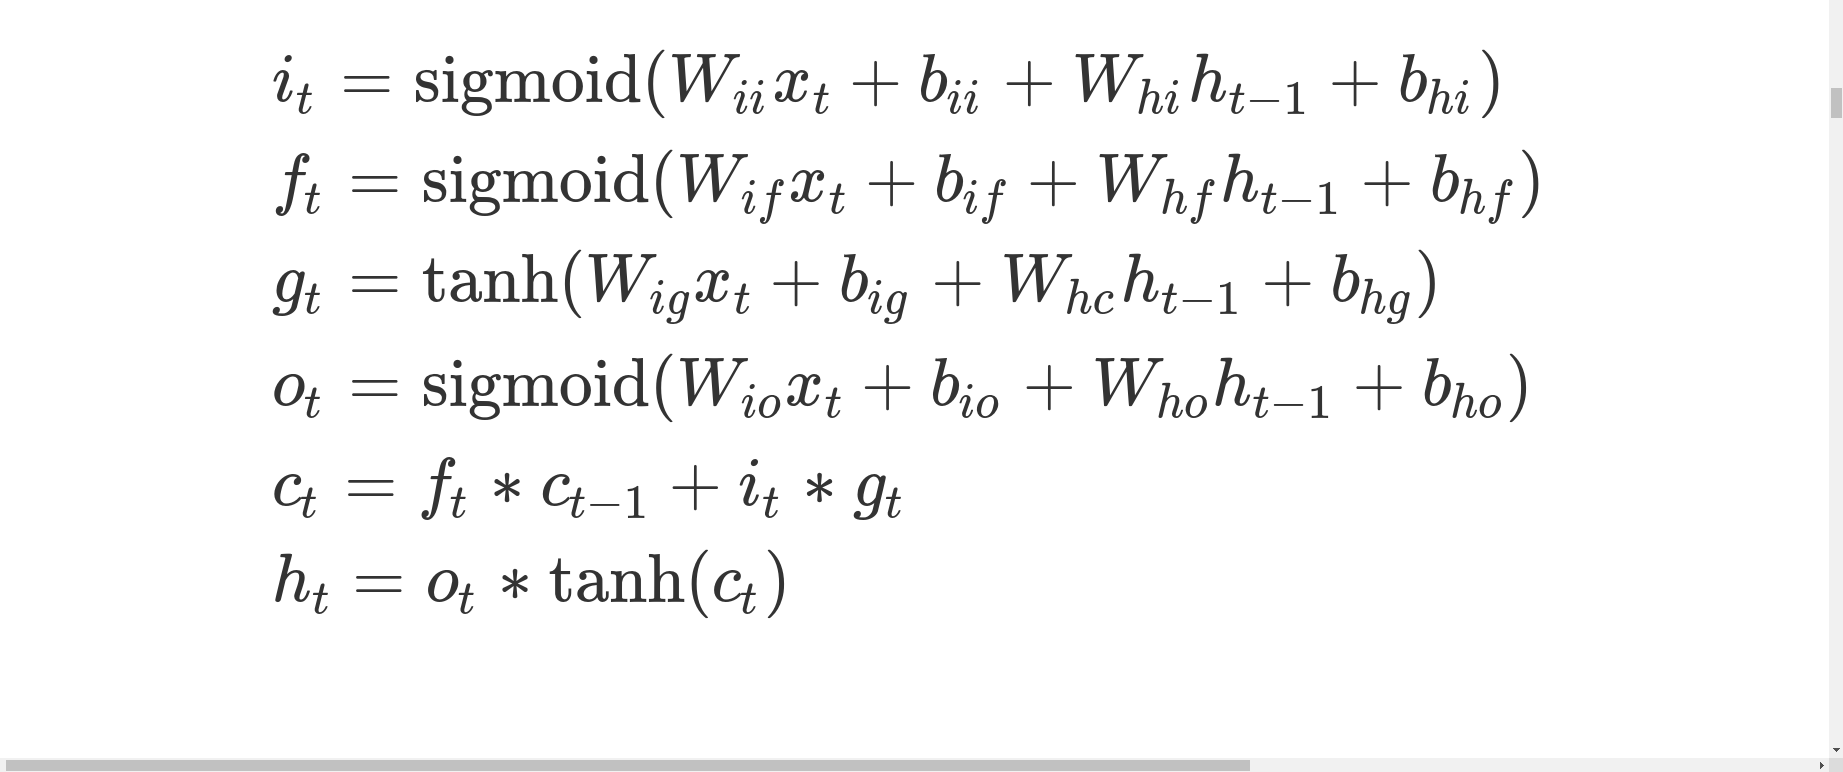 i_t = sigmoid(W_{ii} x_t + b_{ii} + W_{hi} h_{t-1} + b_{hi})
f_t = sigmoid(W_{if} x_t + b_{if} + W_{hf} h_{t-1} + b_{hf})
g_t = tanh(W_{ig} x_t + b_{ig} + W_{hc} h_{t-1} + b_{hg})
o_t = sigmoid(W_{io} x_t + b_{io} + W_{ho} h_{t-1} + b_{ho})
c_t = f_t * c_{t-1} + i_t * g_t
h_t = o_t * tanh(c_t)